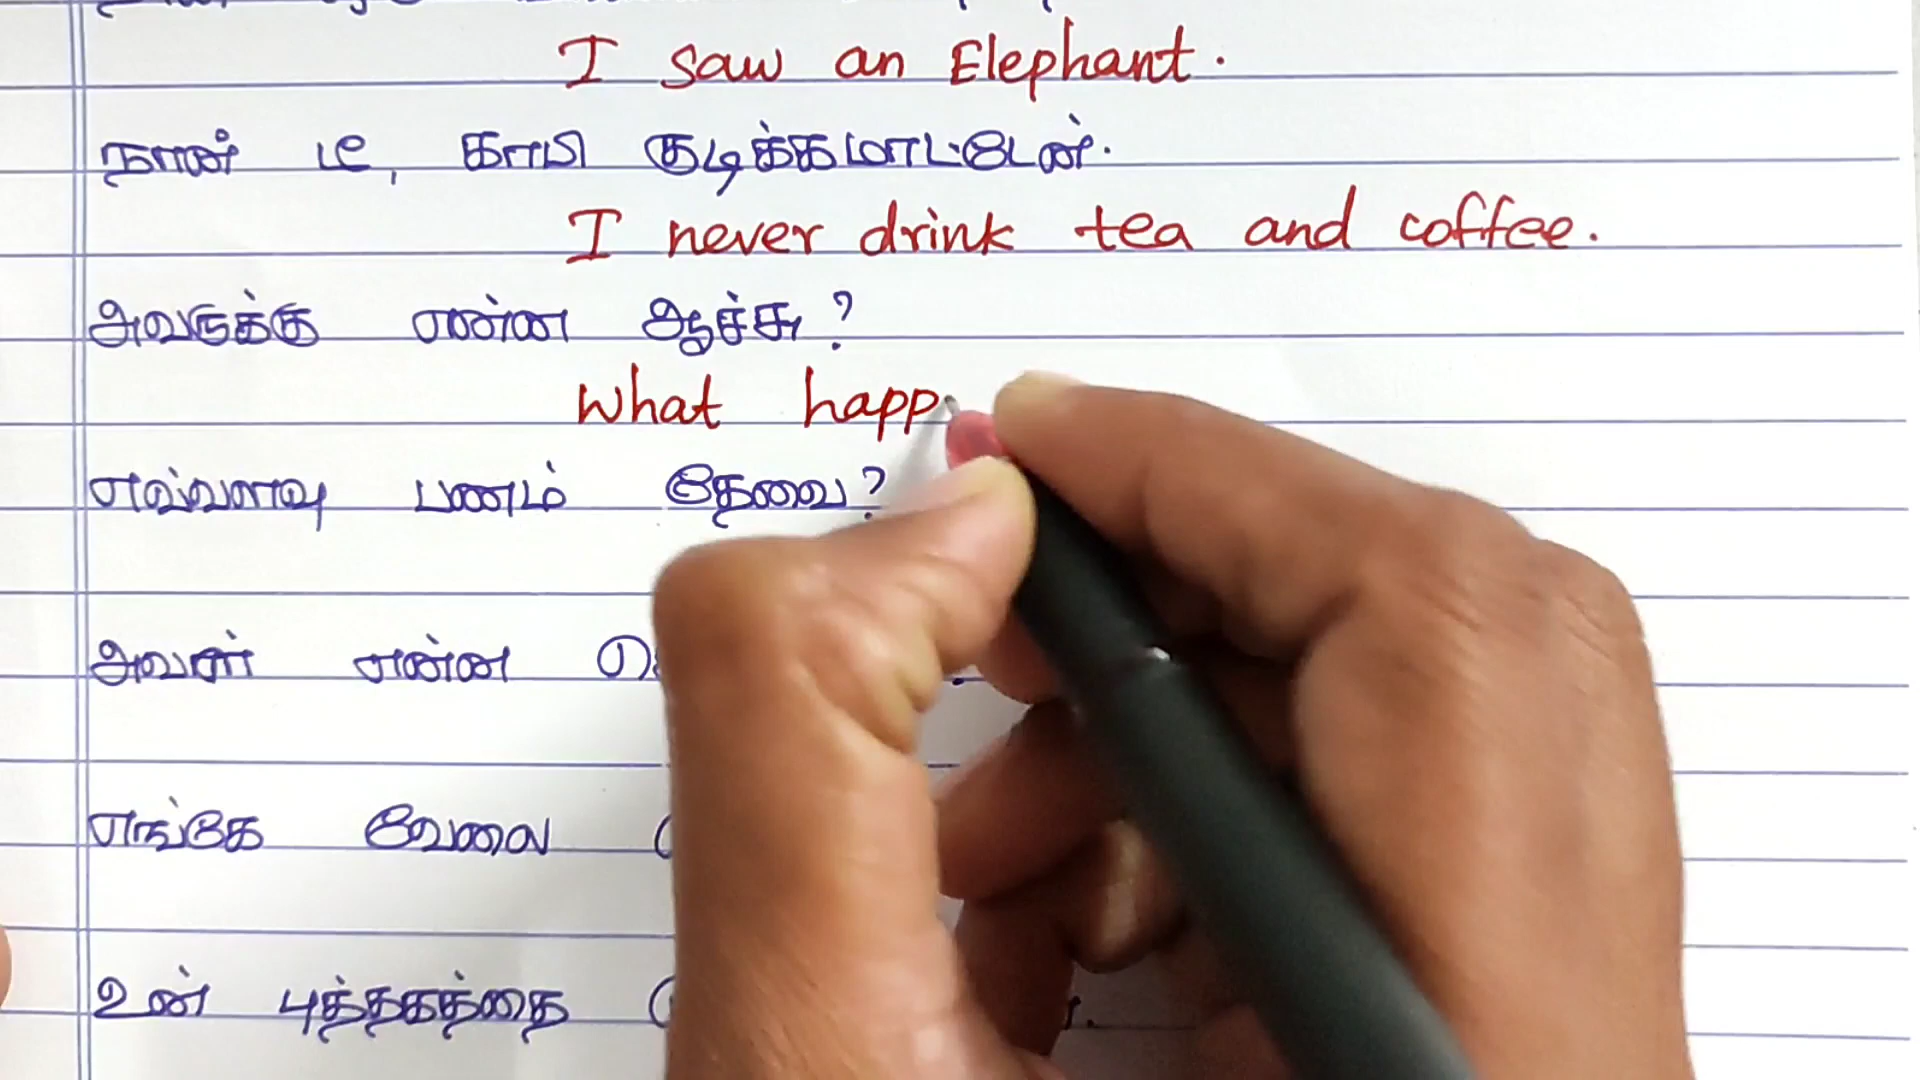 I saw an Elephant.
நான் டீ, காபி குடிக்கமாட்டேன்.
I never drink tea and coffee.
அவருக்கு என்ன ஆச்சு?
What happ
எவ்வளவு பணம் தேவை?
அவள் என்ன
எங்கே வேலை
உன் புத்தகத்தை